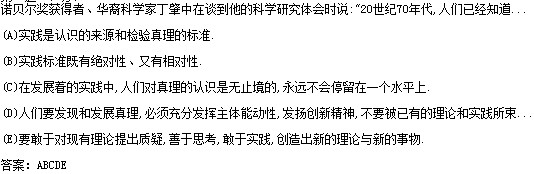 诺贝尔奖获得者、华裔科学家丁肇中在谈到他的科学研究体会时说:“20世纪70年代,人们已经知道...
(A)实践是认识的来源和检验真理的标准.
(B)实践标准既有绝对性、又有相对性.
(C)在发展着的实践中,人们对真理的认识是无止境的,永远不会停留在一个水平上.
(D)人们要发现和发展真理,必须充分发挥主体能动性,发扬创新精神,不要被已有的理论和实践所束...
(E)要敢于对现有理论提出质疑,善于思考,敢于实践,创造出新的理论与新的事物.
答案: ABCDE